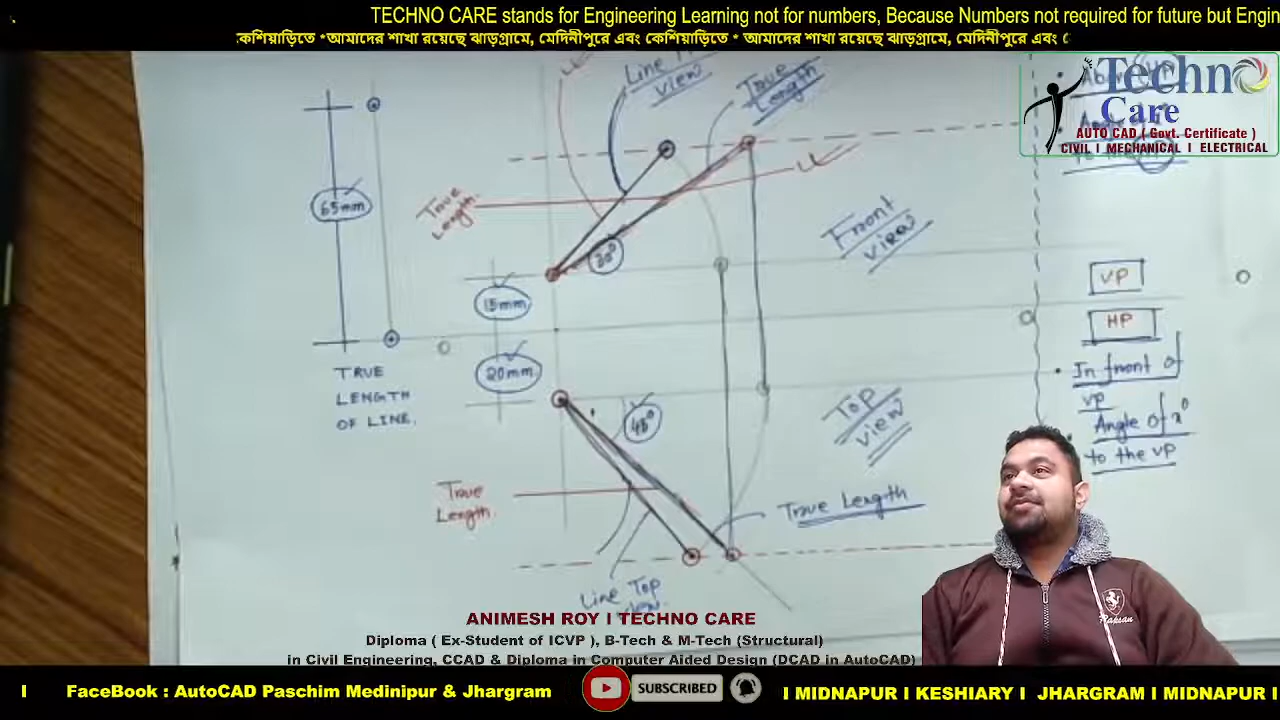 TECHNO CARE stands for Engineering Learning not for numbers, Because Numbers not required for future but Engin
কেশিয়াড়িতে *আমাদের শাখা রয়েছে ঝাড়গ্রামে, মেদিনীপুরে এবং কেশিয়াড়িতে * আমাদের শাখা রয়েছে ঝাড়গ্রামে, মেদিনীপুরে এবং
Techno
Care
AUTO CAD ( Govt. Certificate )
CIVIL I MECHANICAL I ELECTRICAL
Line
view
True
Length
65mm
True
Length
30°
Front
view
15mm
VP
HP
20mm
TRUE
LENGTH
OF LINE.
In front of
VP
Angle of x°
to the VP
45°
Top
view
True
Length
True Length
Line Top
view
ANIMESH ROY I TECHNO CARE
Diploma ( Ex-Student of ICVP ), B-Tech & M-Tech (Structural)
in Civil Engineering, CCAD & Diploma in Computer Aided Design (DCAD in AutoCAD)
Raksan
I FaceBook : AutoCAD Paschim Medinipur & Jhargram
SUBSCRIBED
I MIDNAPUR I KESHIARY I JHARGRAM I MIDNAPUR I